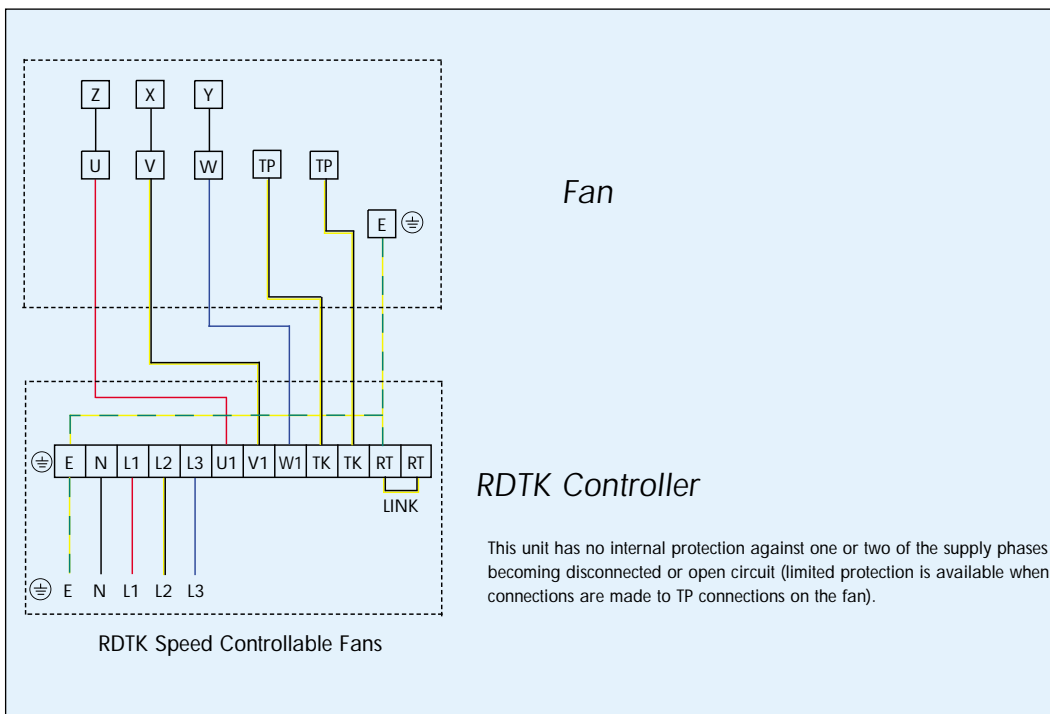 Z X Y
U V W TP TP
E
Fan
E N L1 L2 L3 U1 V1 W1 TK TK RT RT
LINK
RDTK Controller
This unit has no internal protection against one or two of the supply phases
becoming disconnected or open circuit (limited protection is available when
connections are made to TP connections on the fan).
E N L1 L2 L3
RDTK Speed Controllable Fans